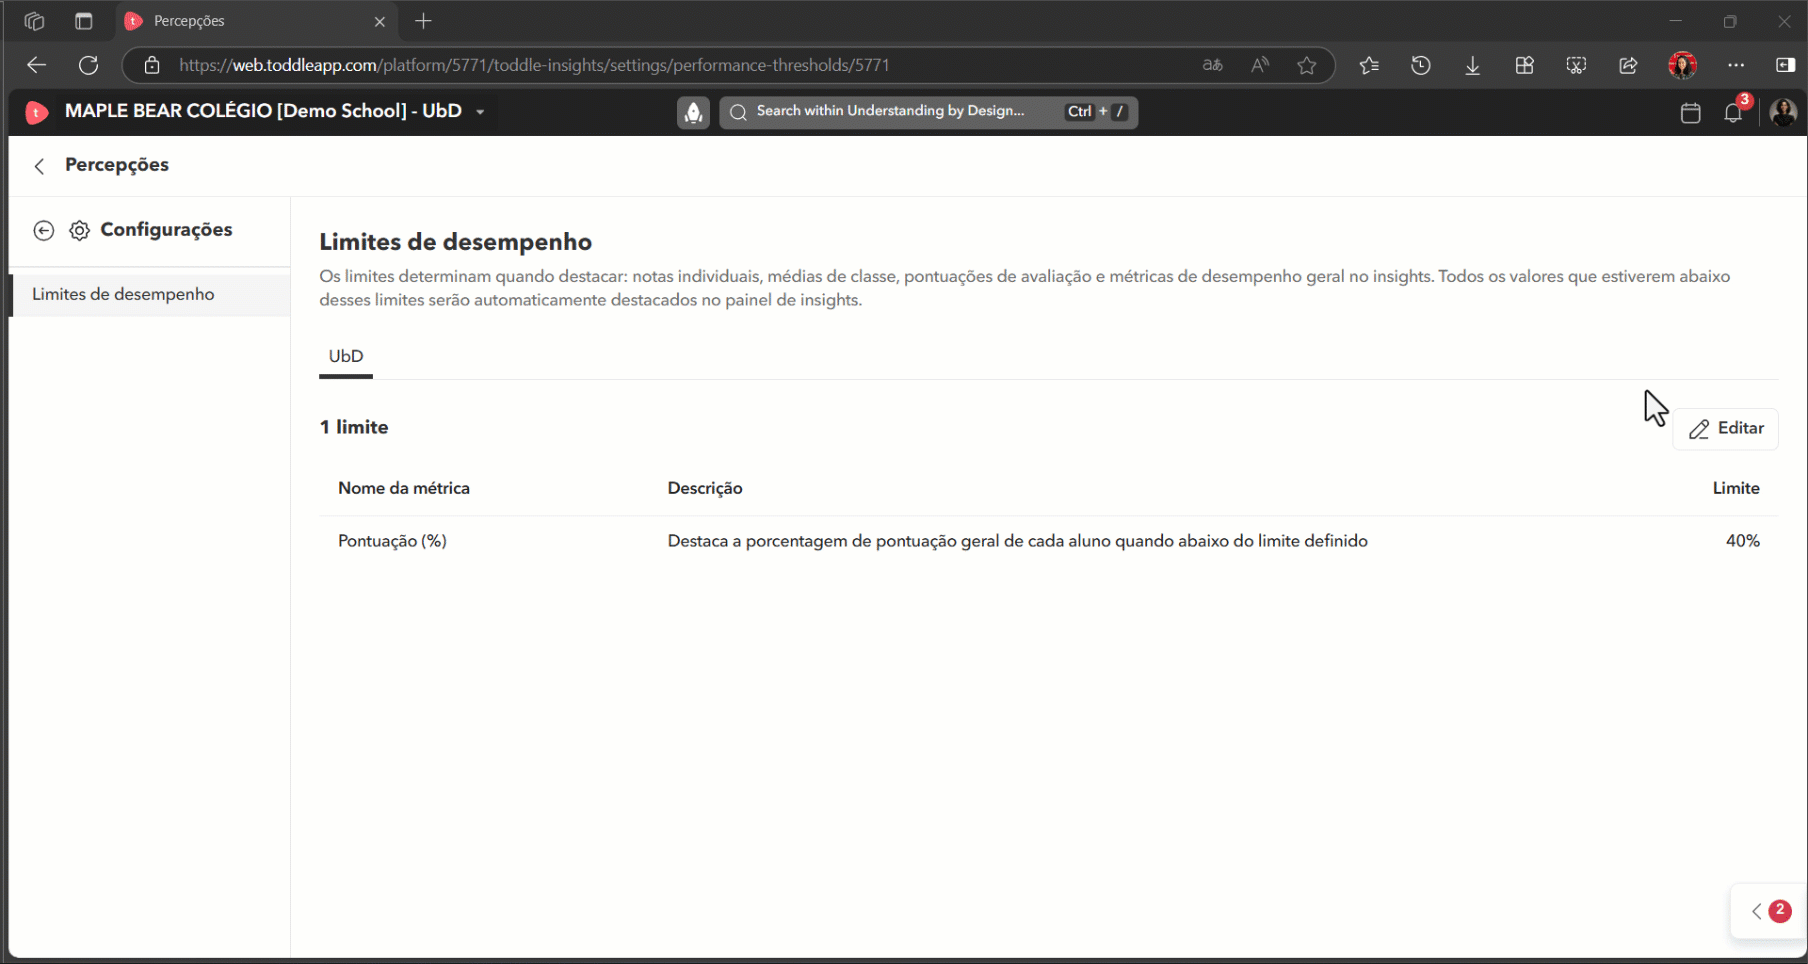 Percepções
https://web.toddleapp.com/platform/5771/toddle-insights/settings/performance-thresholds/5771
aあ
A
t
MAPLE BEAR COLÉGIO [Demo School] - UbD
Search within Understanding by Design...
Ctrl + /
3
Percepções
Configurações
Limites de desempenho
Limites de desempenho
Os limites determinam quando destacar: notas individuais, médias de classe, pontuações de avaliação e métricas de desempenho geral no insights. Todos os valores que estiverem abaixo
desses limites serão automaticamente destacados no painel de insights.
UbD
1 limite
Editar
Nome da métrica Descrição Limite
Pontuação (%) Destaca a porcentagem de pontuação geral de cada aluno quando abaixo do limite definido 40%
2